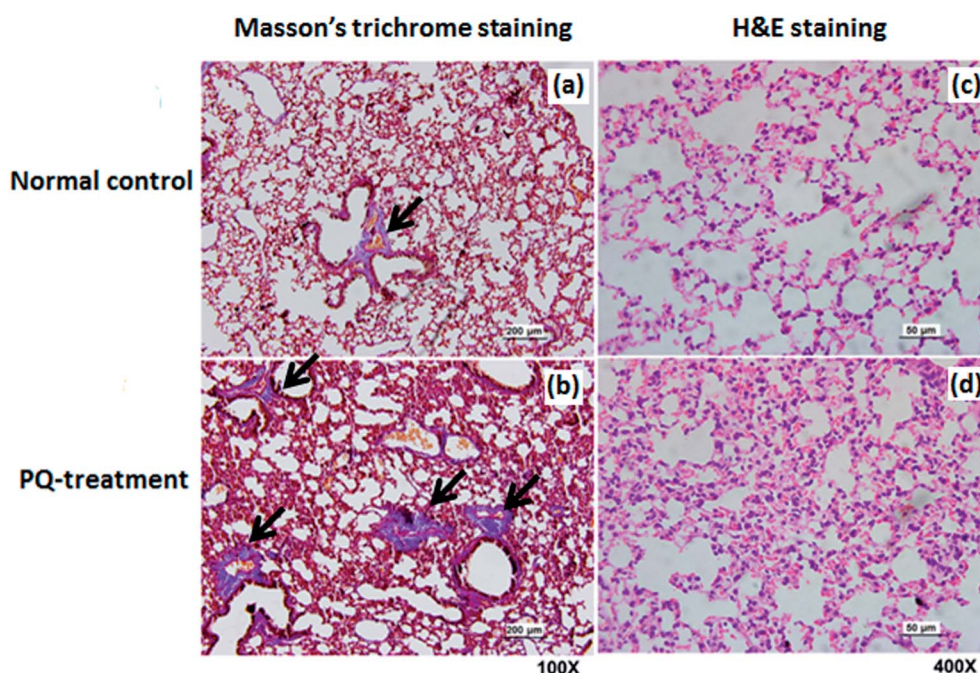 Masson's trichrome staining
H&E staining
(a)
(c)
Normal control
200 µm
50 µm
(b)
(d)
PQ-treatment
200 µm
50 µm
100X
400X